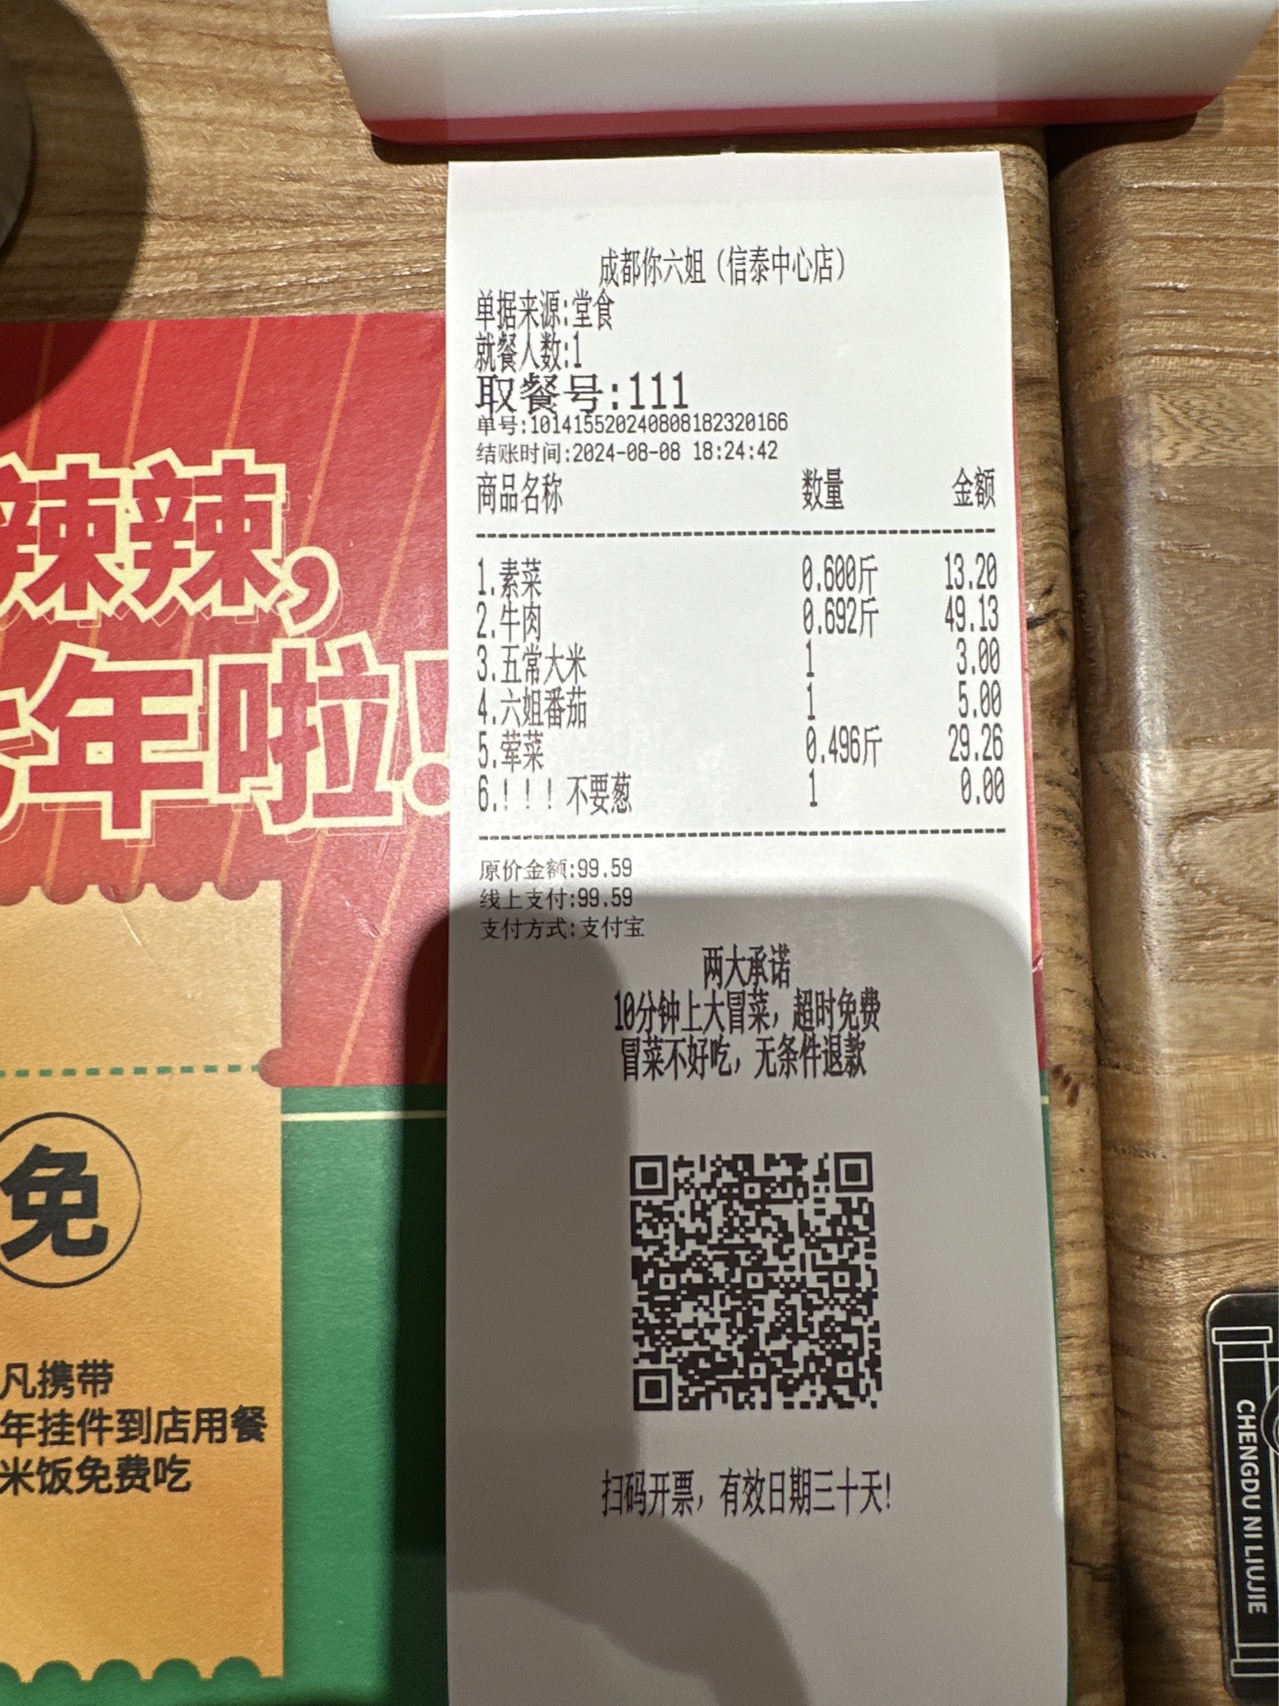 成都你六姐（信泰中心店）
单据来源:堂食
就餐人数:1
取餐号:111
单号:10141552024080818232​0166
结账时间:2024-08-08 18:24:42
商品名称 数量 金额
1.素菜 0.600斤 13.20
2.牛肉 0.692斤 49.13
3.五常大米 1 3.00
4.六姐番茄 1 5.00
5.荤菜 0.496斤 29.26
6.！！！不要葱 1 0.00
原价金额:99.59
线上支付:99.59
支付方式:支付宝
两大承诺
10分钟上大冒菜，超时免费
冒菜不好吃，无条件退款
扫码开票，有效日期三十天！
辣辣，
年啦！
免
凡携带
年挂件到店用餐
米饭免费吃
CHENGDU NI LIUJIE